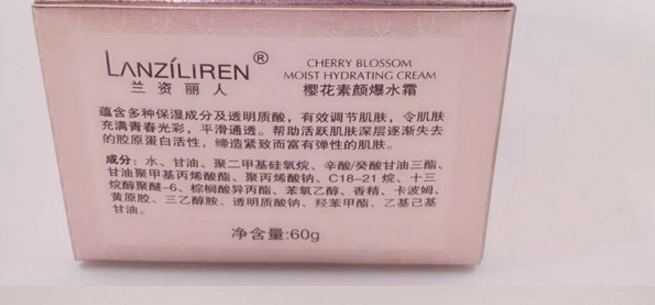 LANZÍLIREN®
兰资丽人
CHERRY BLOSSOM
MOIST HYDRATING CREAM
樱花素颜爆水霜
蕴含多种保湿成分及透明质酸，有效调节肌肤，令肌肤
充满青春光彩，平滑通透。帮助活跃肌肤深层逐渐失去
的胶原蛋白活性，缔造紧致而富有弹性的肌肤。
成分：水、甘油、聚二甲基硅氧烷、辛酸/癸酸甘油三酯、
甘油聚甲基丙烯酸酯、聚丙烯酸钠、C18-21 烷、十三
烷醇聚醚-6、棕榈酸异丙酯、苯氧乙醇、香精、卡波姆、
黄原胶、三乙醇胺、透明质酸钠、羟苯甲酯、乙基己基
甘油。
净含量:60g